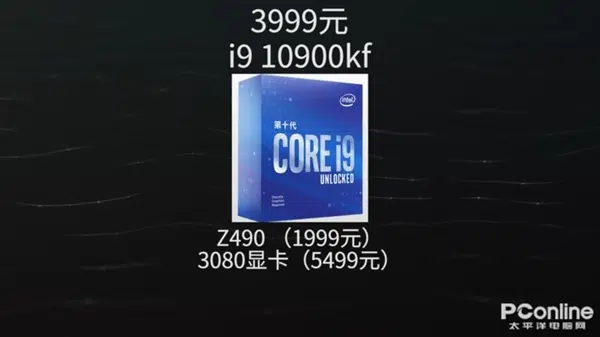 3999元
i9 10900kf
intel
第十代
CORE i9
UNLOCKED
Z490 （1999元）
3080显卡（5499元）
PConline
太平洋电脑网